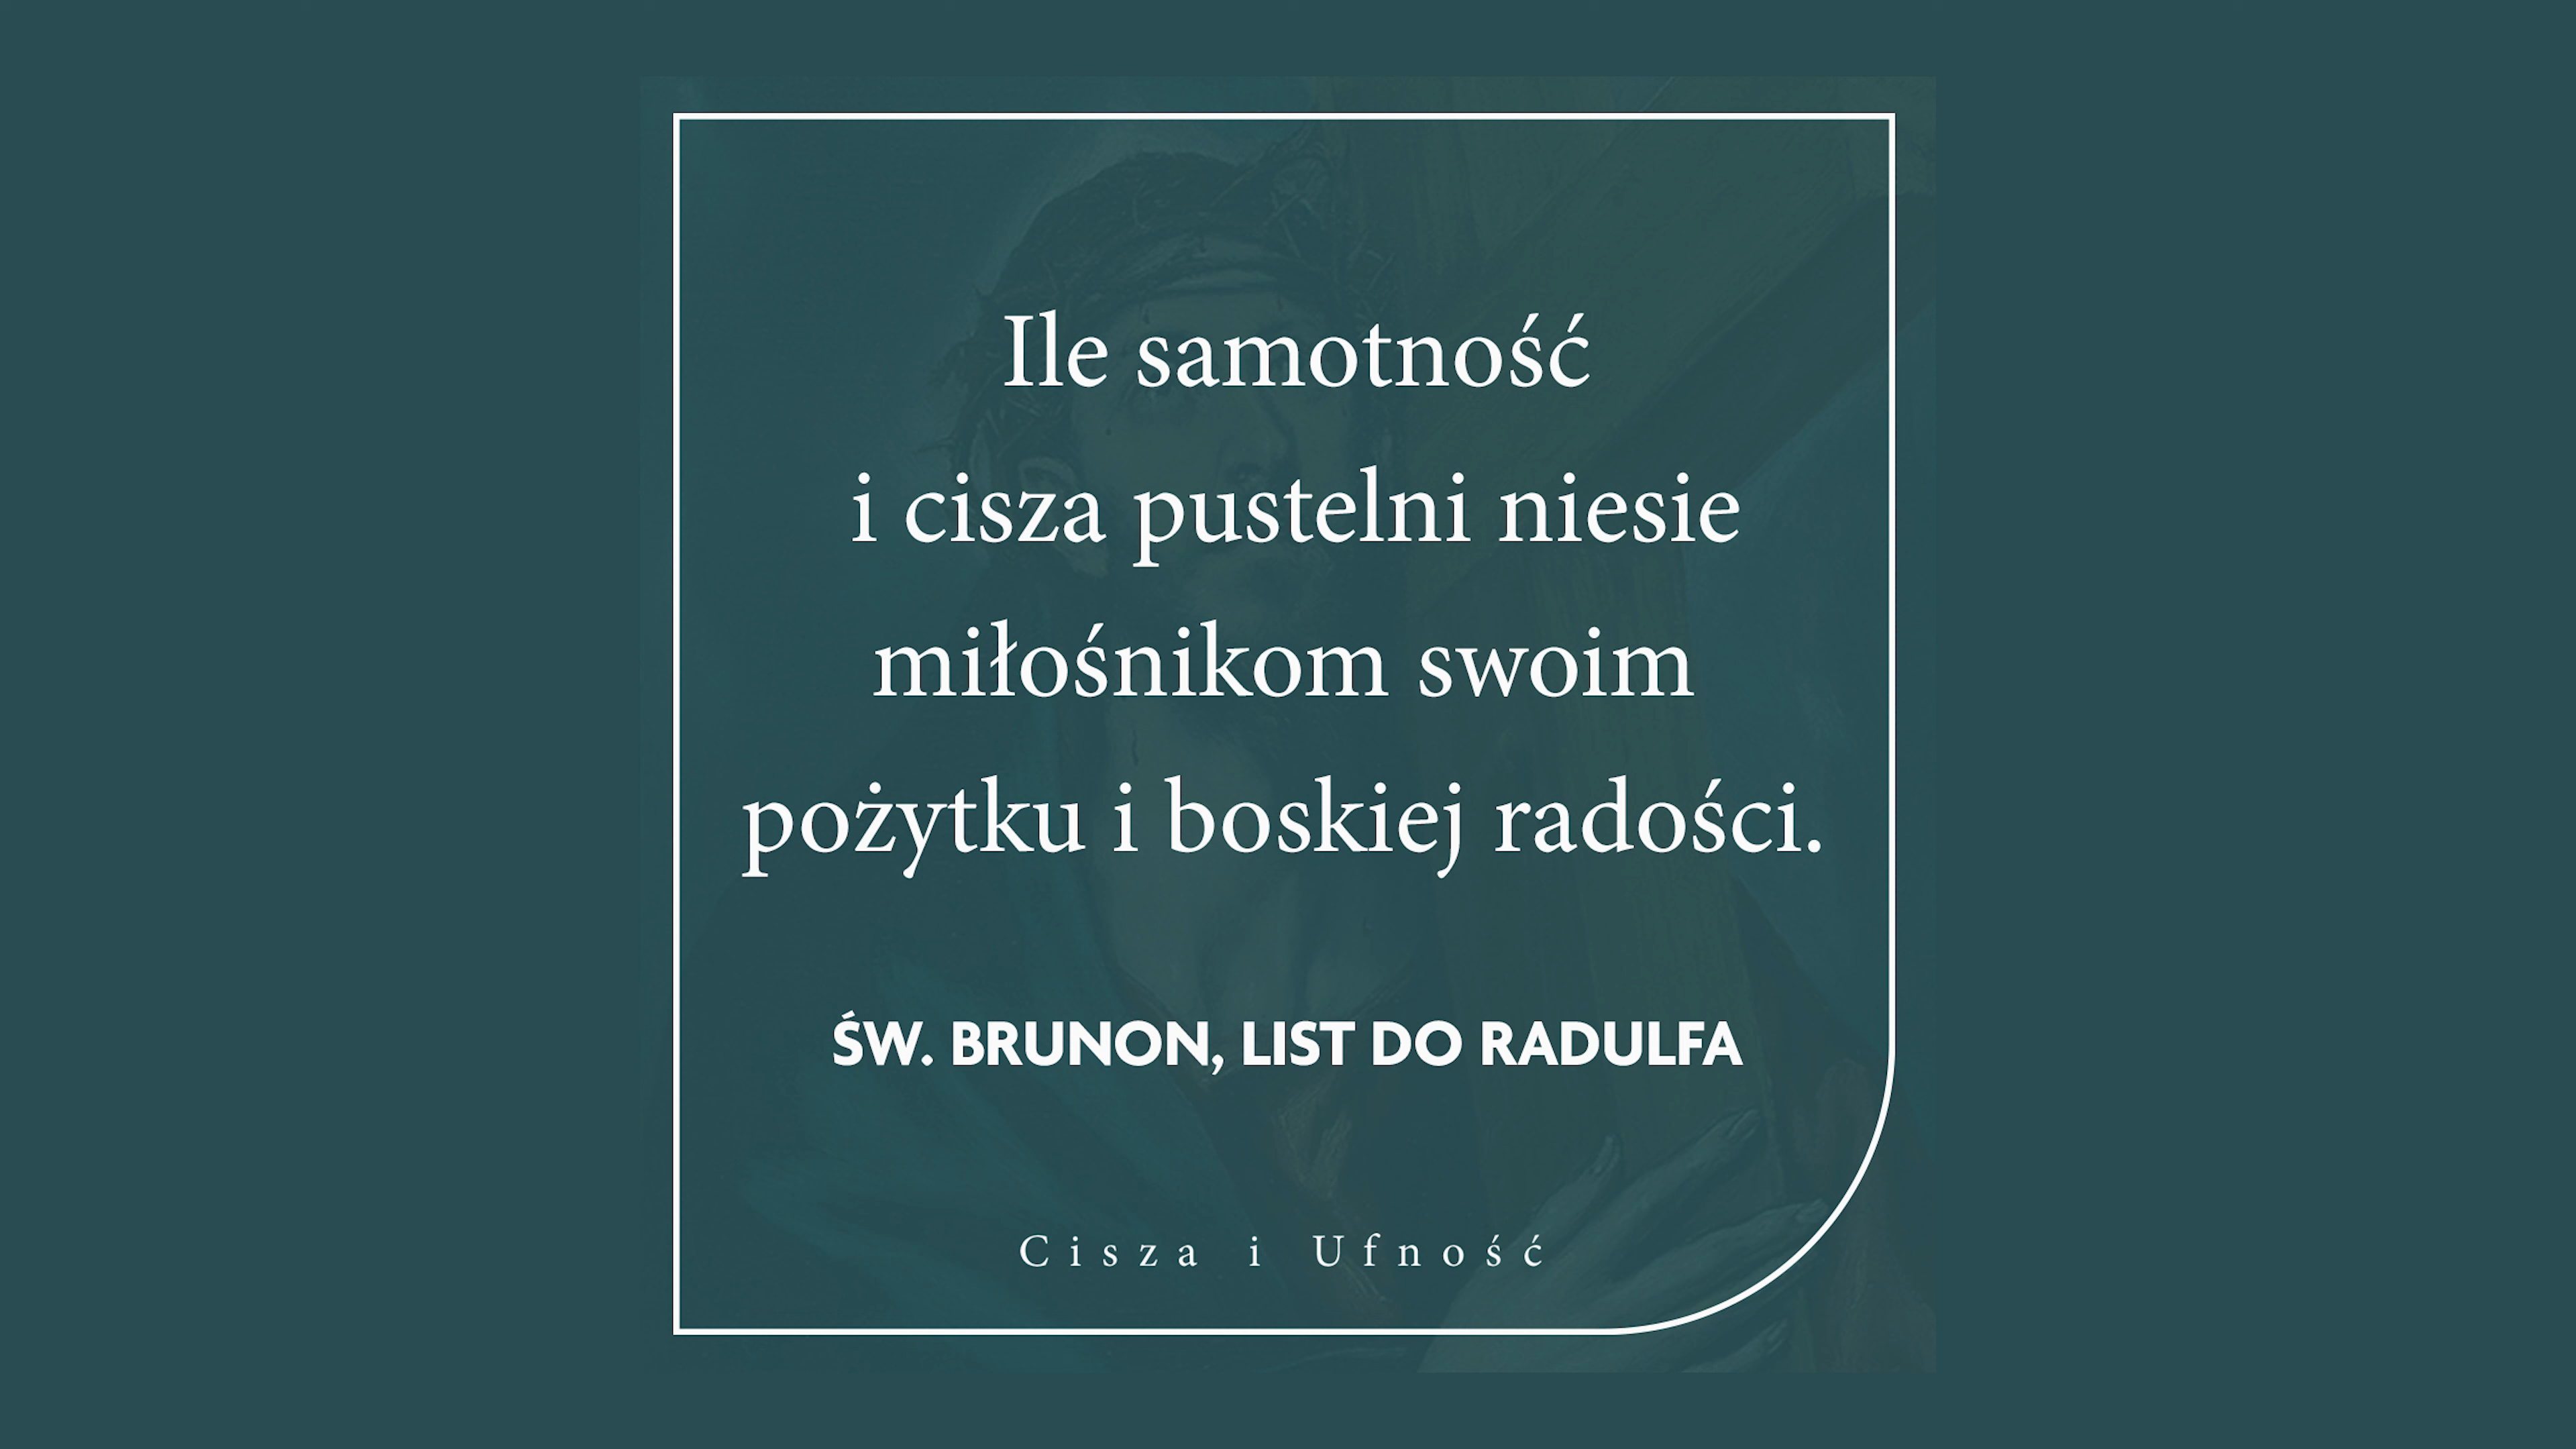 Ile samotność
i cisza pustelni niesie
miłośnikom swoim
pożytku i boskiej radości.
ŚW. BRUNON, LIST DO RADULFA
Cisza i Ufność